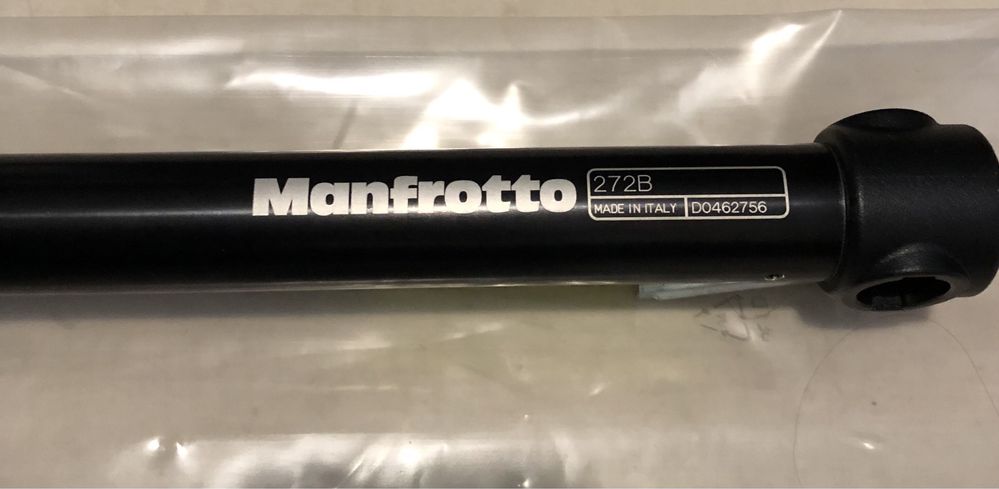 Manfrotto
272B
MADE IN ITALY D0462756